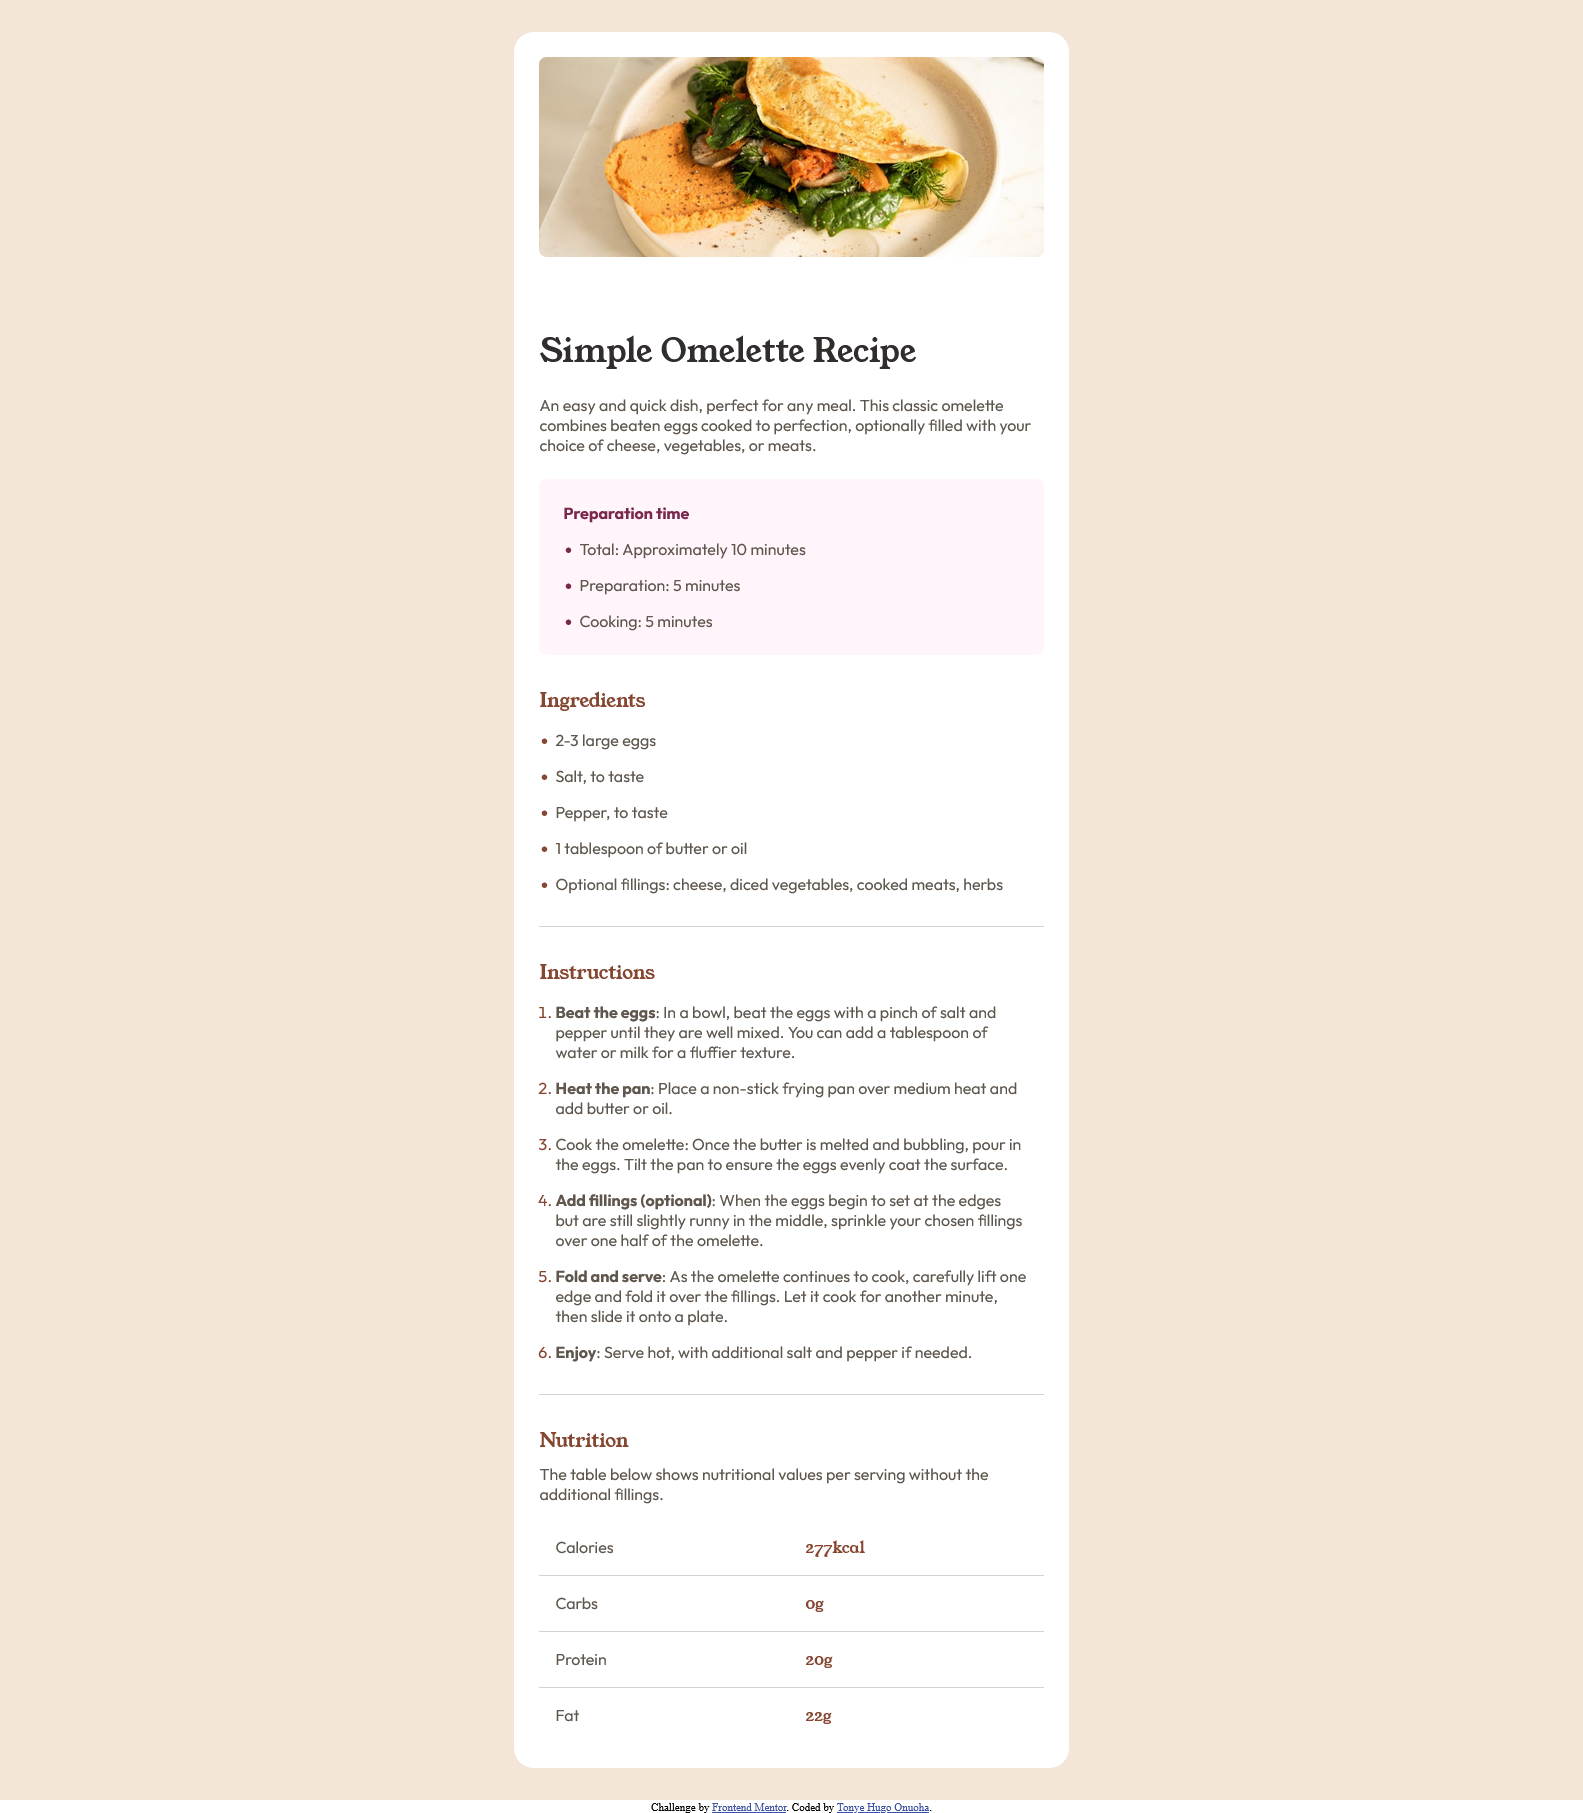 Simple Omelette Recipe
An easy and quick dish, perfect for any meal. This classic omelette
combines beaten eggs cooked to perfection, optionally filled with your
choice of cheese, vegetables, or meats.
Preparation time
• Total: Approximately 10 minutes
• Preparation: 5 minutes
• Cooking: 5 minutes
Ingredients
• 2-3 large eggs
• Salt, to taste
• Pepper, to taste
• 1 tablespoon of butter or oil
• Optional fillings: cheese, diced vegetables, cooked meats, herbs
Instructions
1. Beat the eggs: In a bowl, beat the eggs with a pinch of salt and
pepper until they are well mixed. You can add a tablespoon of
water or milk for a fluffier texture.
2. Heat the pan: Place a non-stick frying pan over medium heat and
add butter or oil.
3. Cook the omelette: Once the butter is melted and bubbling, pour in
the eggs. Tilt the pan to ensure the eggs evenly coat the surface.
4. Add fillings (optional): When the eggs begin to set at the edges
but are still slightly runny in the middle, sprinkle your chosen fillings
over one half of the omelette.
5. Fold and serve: As the omelette continues to cook, carefully lift one
edge and fold it over the fillings. Let it cook for another minute,
then slide it onto a plate.
6. Enjoy: Serve hot, with additional salt and pepper if needed.
Nutrition
The table below shows nutritional values per serving without the
additional fillings.
Calories 277kcal
Carbs 0g
Protein 20g
Fat 22g
Challenge by Frontend Mentor. Coded by Tonye Hugo Onuoha.